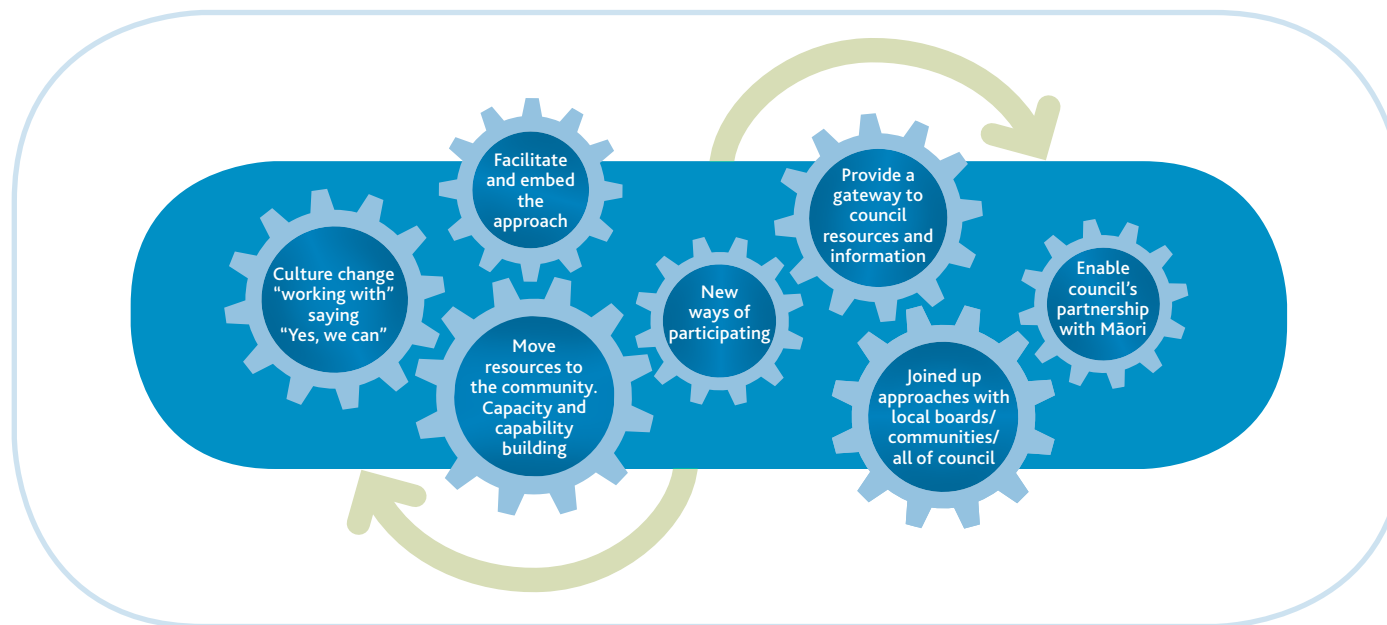 Facilitate
and embed
the
approach
Provide a
gateway to
council
resources and
information
Culture change
“working with”
saying
“Yes, we can”
New
ways of
participating
Enable
council’s
partnership
with Māori
Move
resources to
the community.
Capacity and
capability
building
Joined up
approaches with
local boards/
communities/
all of council